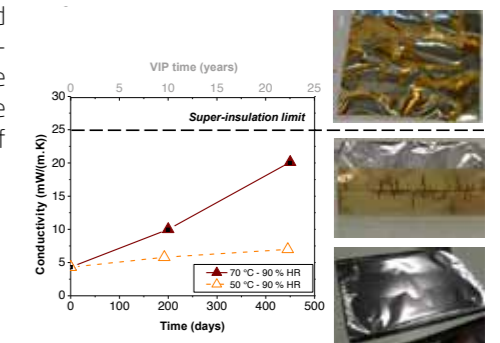 d
-
e
e
f
VIP time (years)
0 5 10 15 20 25
Super-insulation limit
Conductivity (mW/(m.K))
30
25
20
15
10
5
0
70 °C - 90 % HR
50 °C - 90 % HR
0 100 200 300 400 500
Time (days)